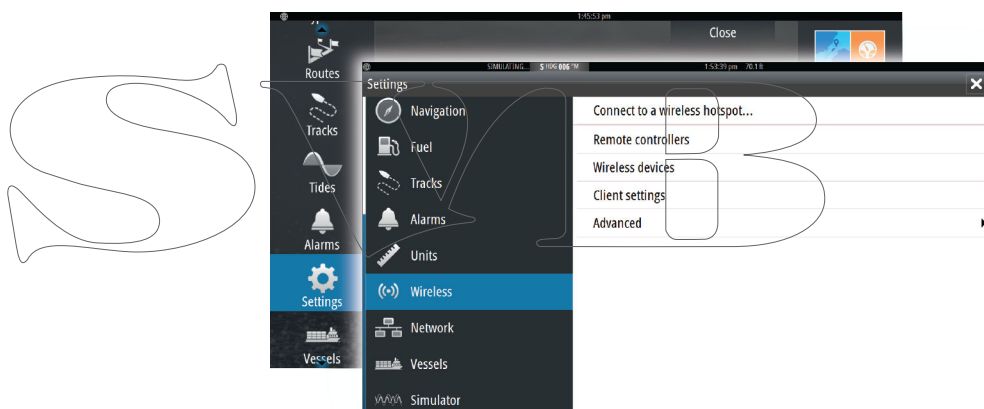 1:45:53 pm
Close
Routes
Tracks
Tides
Alarms
Settings
Vessels
SIMULATING... S HDG 006 °M 1:53:39 pm 70.1 ft
Settings
Navigation
Fuel
Tracks
Alarms
Units
Wireless
Network
Vessels
Simulator
Connect to a wireless hotspot...
Remote controllers
Wireless devices
Client settings
Advanced